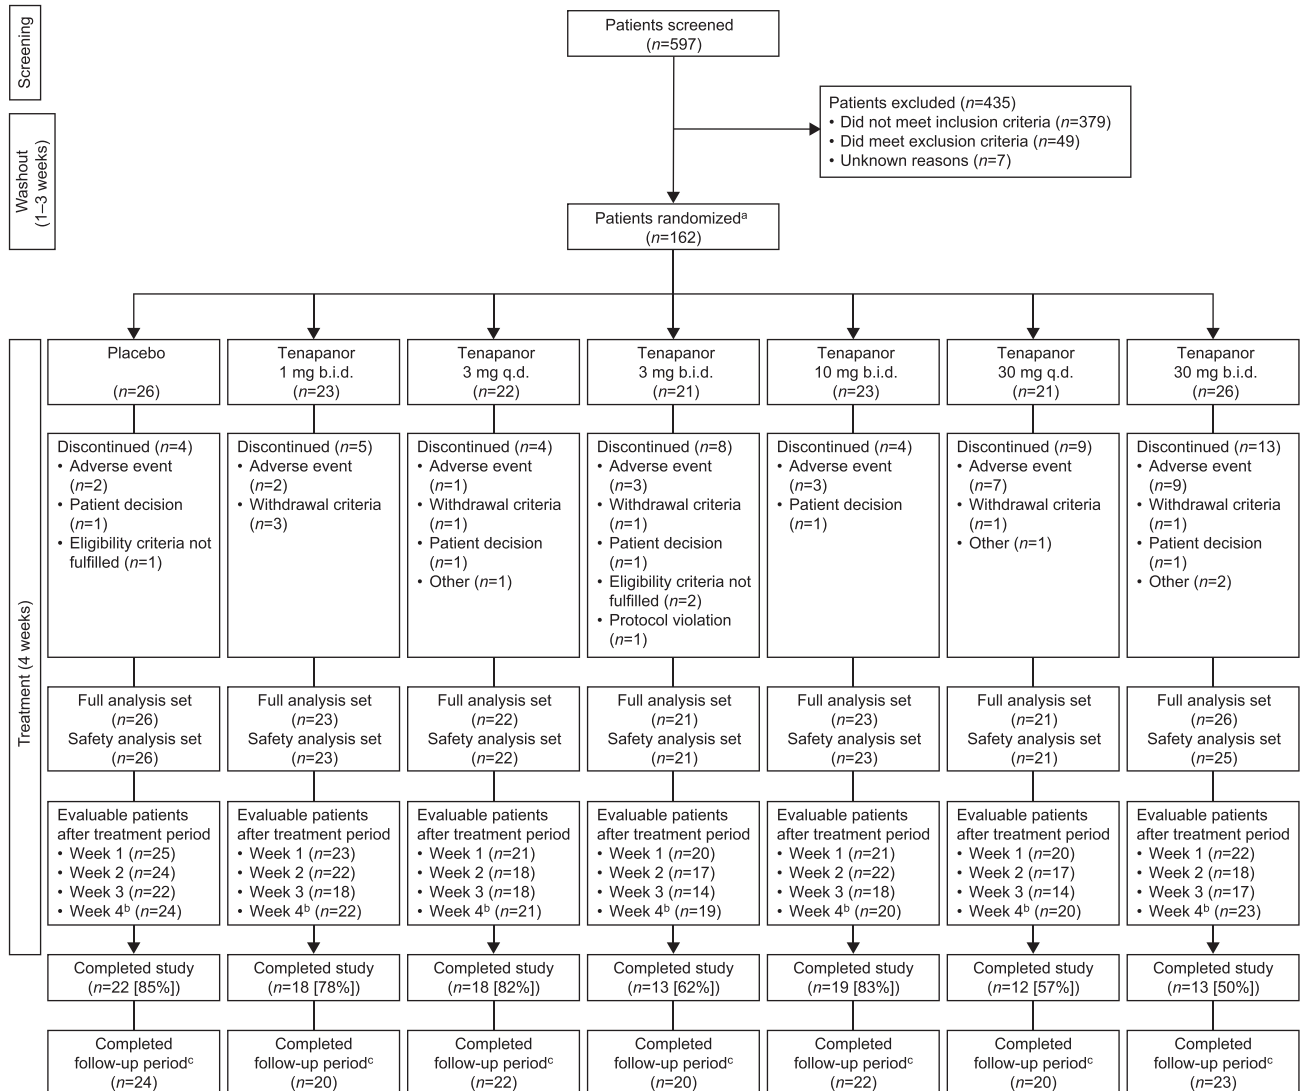 Screening
Patients screened
(n=597)
Patients excluded (n=435)
• Did not meet inclusion criteria (n=379)
• Did meet exclusion criteria (n=49)
• Unknown reasons (n=7)
Washout
(1–3 weeks)
Patients randomizedᵃ
(n=162)
Treatment (4 weeks)
Placebo
(n=26)
Tenapanor
1 mg b.i.d.
(n=23)
Tenapanor
3 mg q.d.
(n=22)
Tenapanor
3 mg b.i.d.
(n=21)
Tenapanor
10 mg b.i.d.
(n=23)
Tenapanor
30 mg q.d.
(n=21)
Tenapanor
30 mg b.i.d.
(n=26)
Discontinued (n=4)
• Adverse event
(n=2)
• Patient decision
(n=1)
• Eligibility criteria not
fulfilled (n=1)
Discontinued (n=5)
• Adverse event
(n=2)
• Withdrawal criteria
(n=3)
Discontinued (n=4)
• Adverse event
(n=1)
• Withdrawal criteria
(n=1)
• Patient decision
(n=1)
• Other (n=1)
Discontinued (n=8)
• Adverse event
(n=3)
• Withdrawal criteria
(n=1)
• Patient decision
(n=1)
• Eligibility criteria not
fulfilled (n=2)
• Protocol violation
(n=1)
Discontinued (n=4)
• Adverse event
(n=3)
• Patient decision
(n=1)
Discontinued (n=9)
• Adverse event
(n=7)
• Withdrawal criteria
(n=1)
• Other (n=1)
Discontinued (n=13)
• Adverse event
(n=9)
• Withdrawal criteria
(n=1)
• Patient decision
(n=1)
• Other (n=2)
Full analysis set
(n=26)
Safety analysis set
(n=26)
Full analysis set
(n=23)
Safety analysis set
(n=23)
Full analysis set
(n=22)
Safety analysis set
(n=22)
Full analysis set
(n=21)
Safety analysis set
(n=21)
Full analysis set
(n=23)
Safety analysis set
(n=23)
Full analysis set
(n=21)
Safety analysis set
(n=21)
Full analysis set
(n=26)
Safety analysis set
(n=25)
Evaluable patients
after treatment period
• Week 1 (n=25)
• Week 2 (n=24)
• Week 3 (n=22)
• Week 4ᵇ (n=24)
Evaluable patients
after treatment period
• Week 1 (n=23)
• Week 2 (n=22)
• Week 3 (n=18)
• Week 4ᵇ (n=22)
Evaluable patients
after treatment period
• Week 1 (n=21)
• Week 2 (n=18)
• Week 3 (n=18)
• Week 4ᵇ (n=21)
Evaluable patients
after treatment period
• Week 1 (n=20)
• Week 2 (n=17)
• Week 3 (n=14)
• Week 4ᵇ (n=19)
Evaluable patients
after treatment period
• Week 1 (n=21)
• Week 2 (n=22)
• Week 3 (n=18)
• Week 4ᵇ (n=20)
Evaluable patients
after treatment period
• Week 1 (n=20)
• Week 2 (n=17)
• Week 3 (n=14)
• Week 4ᵇ (n=20)
Evaluable patients
after treatment period
• Week 1 (n=22)
• Week 2 (n=18)
• Week 3 (n=17)
• Week 4ᵇ (n=23)
Completed study
(n=22 [85%])
Completed study
(n=18 [78%])
Completed study
(n=18 [82%])
Completed study
(n=13 [62%])
Completed study
(n=19 [83%])
Completed study
(n=12 [57%])
Completed study
(n=13 [50%])
Completed
follow-up periodᶜ
(n=24)
Completed
follow-up periodᶜ
(n=20)
Completed
follow-up periodᶜ
(n=22)
Completed
follow-up periodᶜ
(n=20)
Completed
follow-up periodᶜ
(n=22)
Completed
follow-up periodᶜ
(n=20)
Completed
follow-up periodᶜ
(n=23)